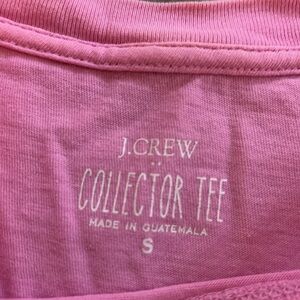 J.CREW
COLLECTOR TEE
MADE IN GUATEMALA
S